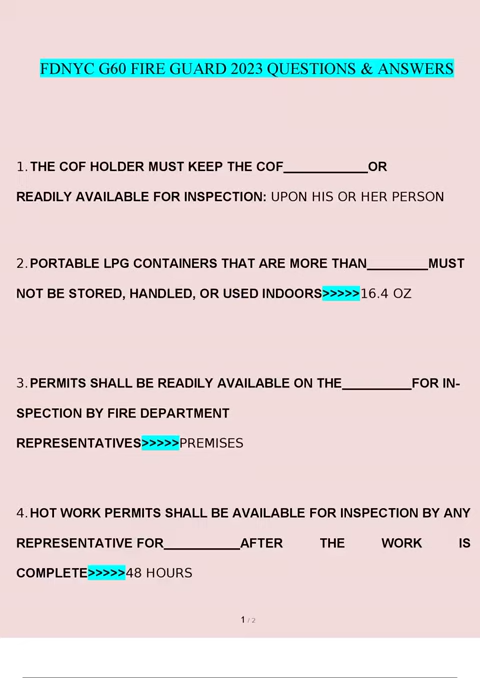 FDNYC G60 FIRE GUARD 2023 QUESTIONS & ANSWERS
1. THE COF HOLDER MUST KEEP THE COF____________OR
READILY AVAILABLE FOR INSPECTION: UPON HIS OR HER PERSON
2. PORTABLE LPG CONTAINERS THAT ARE MORE THAN_________MUST
NOT BE STORED, HANDLED, OR USED INDOORS>>>>>16.4 OZ
3. PERMITS SHALL BE READILY AVAILABLE ON THE__________FOR IN-
SPECTION BY FIRE DEPARTMENT
REPRESENTATIVES>>>>>PREMISES
4. HOT WORK PERMITS SHALL BE AVAILABLE FOR INSPECTION BY ANY
REPRESENTATIVE FOR___________AFTER THE WORK IS
COMPLETE>>>>>48 HOURS
1 / 2